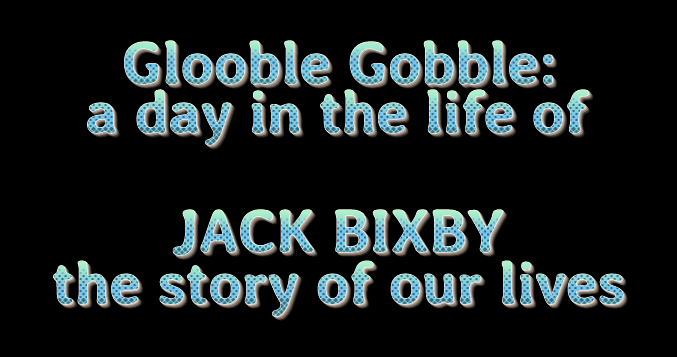 Glooble Gobble:
a day in the life of
JACK BIXBY
the story of our lives